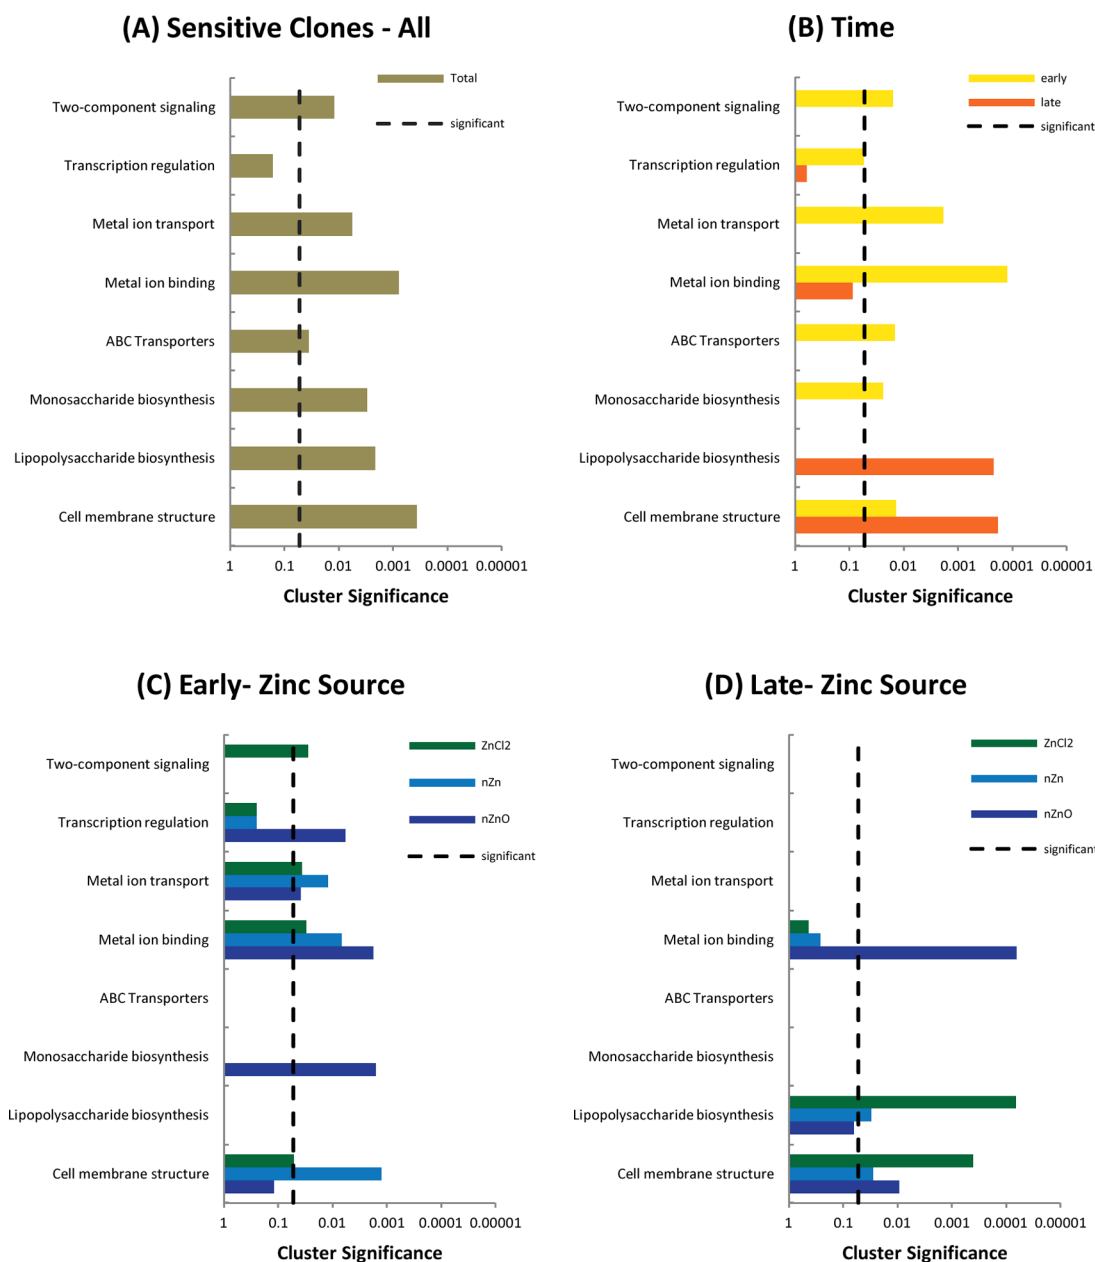 (A) Sensitive Clones - All
Total
significant
Two-component signaling
Transcription regulation
Metal ion transport
Metal ion binding
ABC Transporters
Monosaccharide biosynthesis
Lipopolysaccharide biosynthesis
Cell membrane structure
1 0.1 0.01 0.001 0.0001 0.00001
Cluster Significance
(B) Time
early
late
significant
Two-component signaling
Transcription regulation
Metal ion transport
Metal ion binding
ABC Transporters
Monosaccharide biosynthesis
Lipopolysaccharide biosynthesis
Cell membrane structure
1 0.1 0.01 0.001 0.0001 0.00001
Cluster Significance
(C) Early- Zinc Source
ZnCl2
nZn
nZnO
significant
Two-component signaling
Transcription regulation
Metal ion transport
Metal ion binding
ABC Transporters
Monosaccharide biosynthesis
Lipopolysaccharide biosynthesis
Cell membrane structure
1 0.1 0.01 0.001 0.0001 0.00001
Cluster Significance
(D) Late- Zinc Source
ZnCl2
nZn
nZnO
significant
Two-component signaling
Transcription regulation
Metal ion transport
Metal ion binding
ABC Transporters
Monosaccharide biosynthesis
Lipopolysaccharide biosynthesis
Cell membrane structure
1 0.1 0.01 0.001 0.0001 0.00001
Cluster Significance